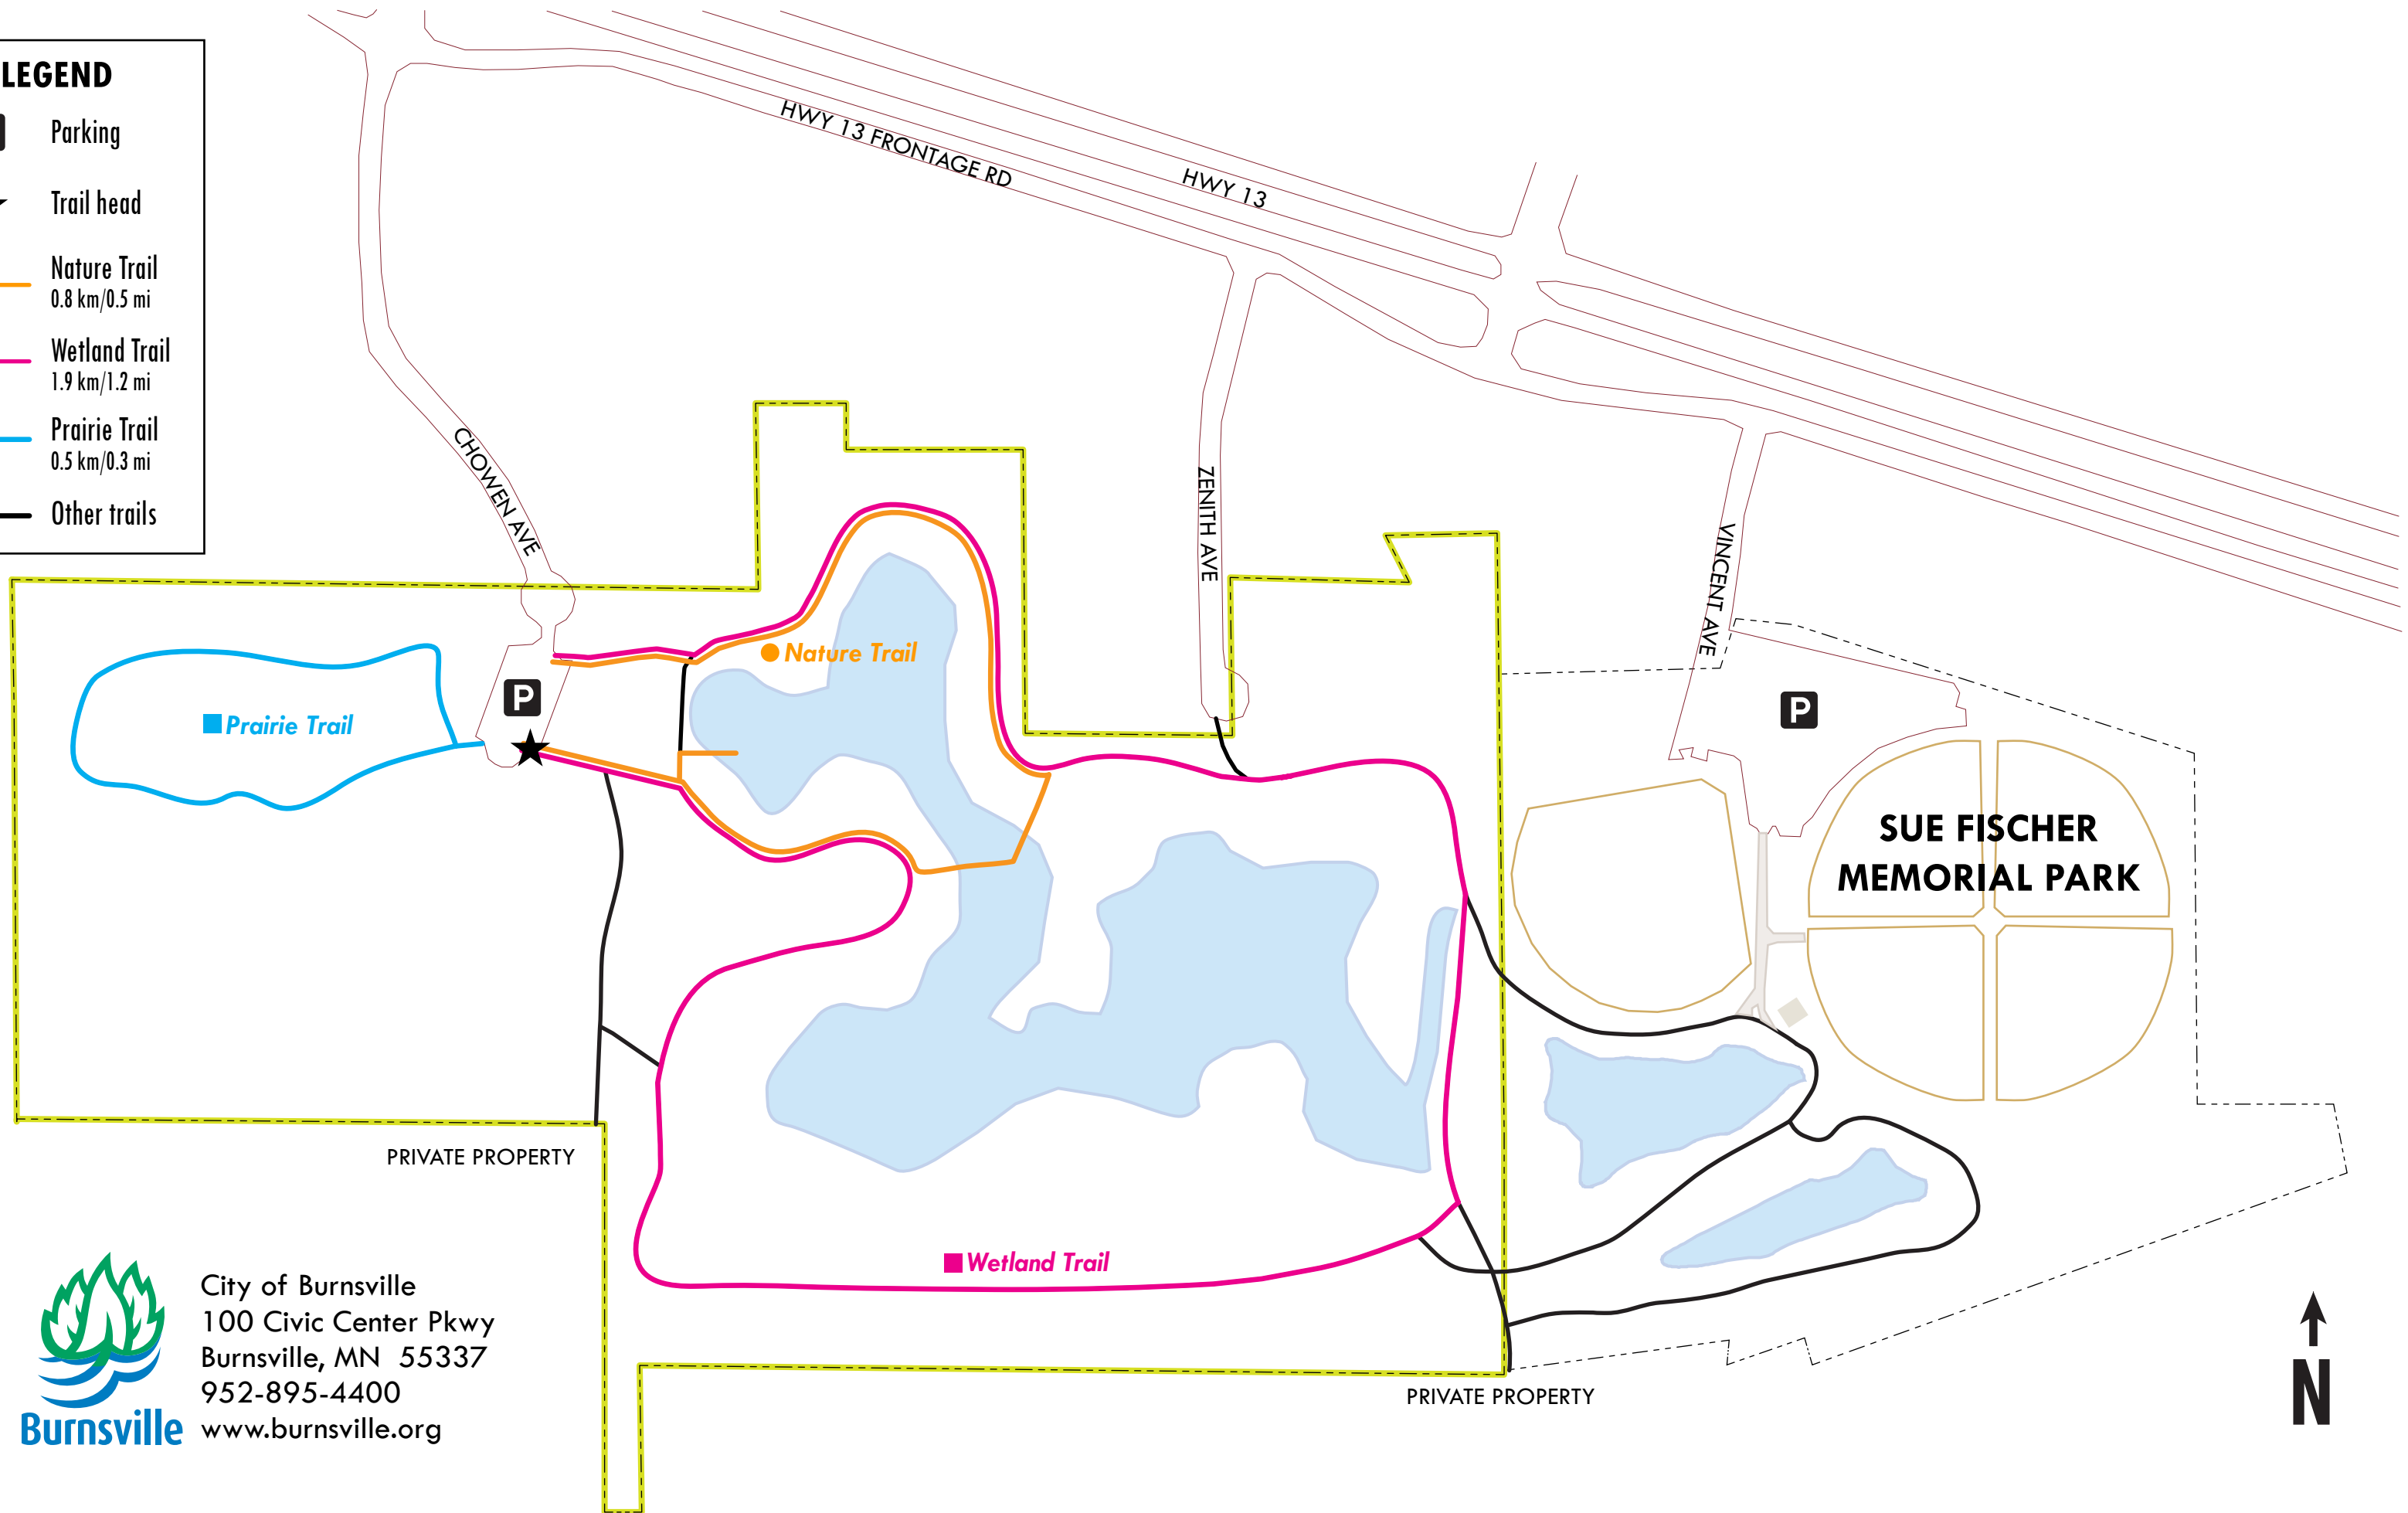 LEGEND
Parking
Trail head
Nature Trail
0.8 km/0.5 mi
Wetland Trail
1.9 km/1.2 mi
Prairie Trail
0.5 km/0.3 mi
Other trails
HWY 13 FRONTAGE RD
HWY 13
CHOWEN AVE
ZENITH AVE
VINCENT AVE
Nature Trail
P
P
Prairie Trail
SUE FISCHER
MEMORIAL PARK
PRIVATE PROPERTY
Wetland Trail
PRIVATE PROPERTY
City of Burnsville
100 Civic Center Pkwy
Burnsville, MN 55337
952-895-4400
www.burnsville.org
Burnsville
N